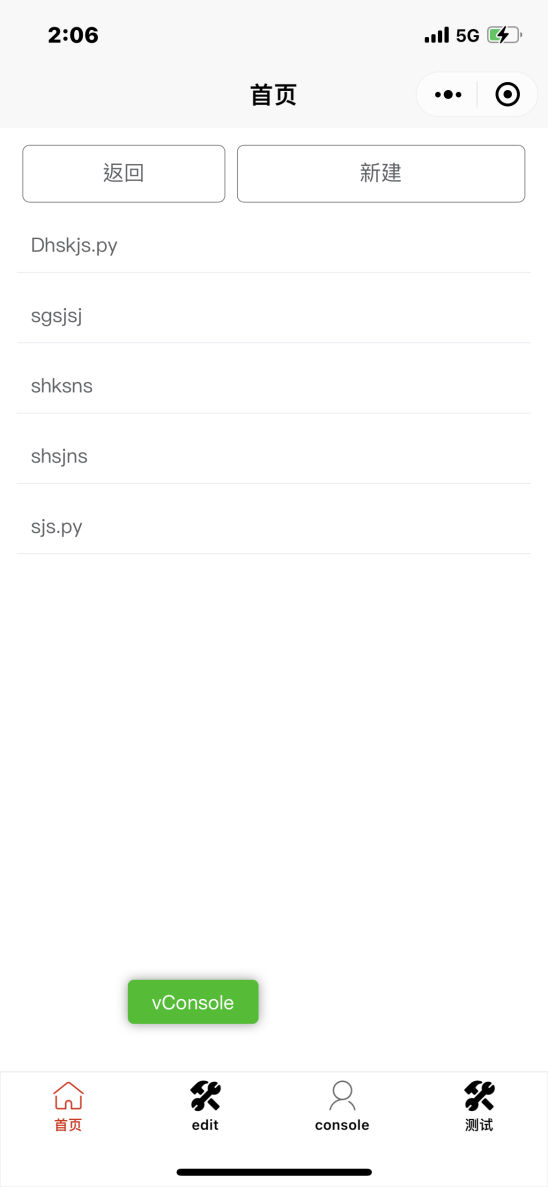 2:06
5G
首页
返回
新建
Dhskjs.py
sgsjsj
shksns
shsjns
sjs.py
vConsole
首页
edit
console
测试